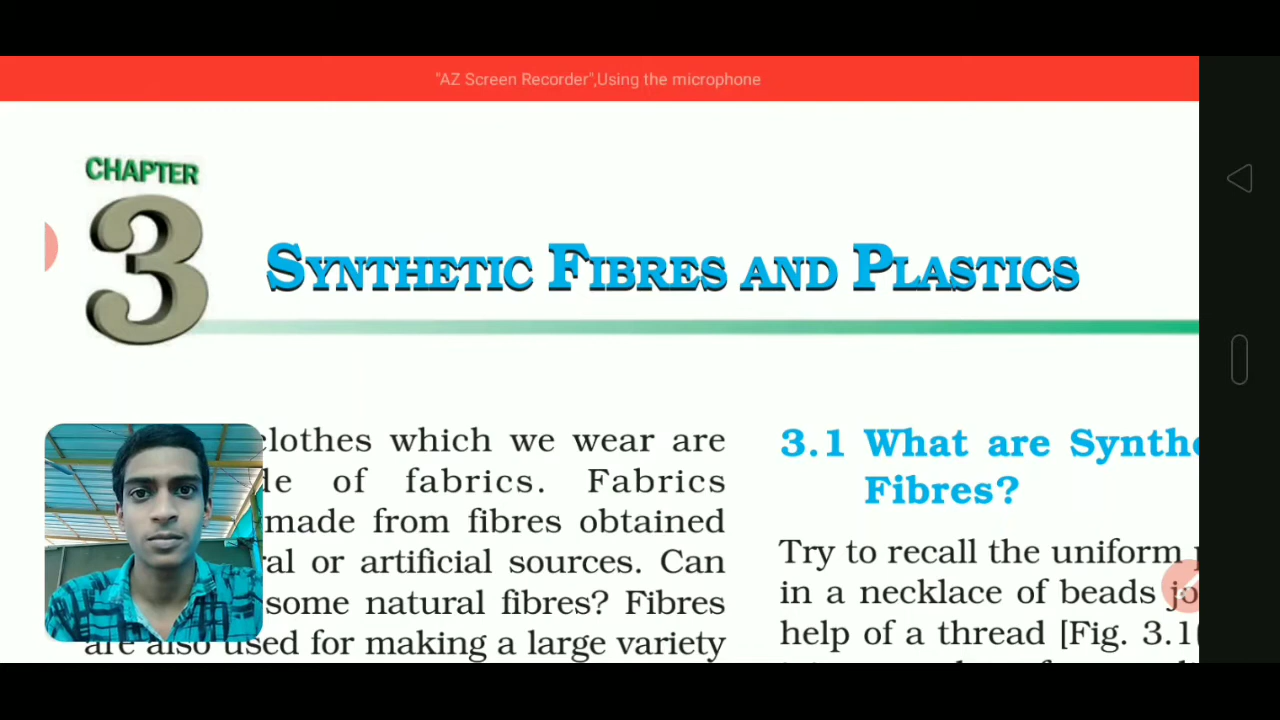 "AZ Screen Recorder",Using the microphone
CHAPTER
3
SYNTHETIC FIBRES AND PLASTICS
clothes which we wear are
of fabrics. Fabrics
made from fibres obtained
or artificial sources. Can
some natural fibres? Fibres
are also used for making a large variety
3.1 What are
Fibres?
Try to recall the uniform
in a necklace of beads
help of a thread [Fig. 3.1(